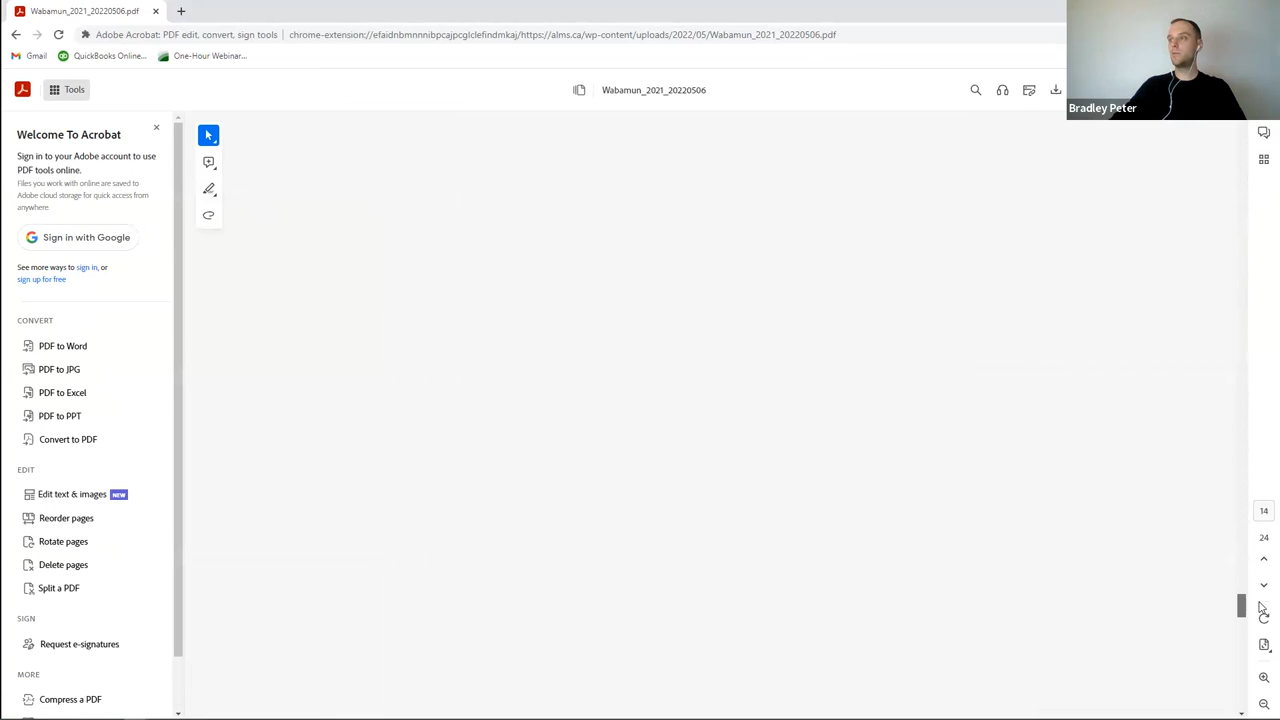 Wabamun_2021_20220506.pdf
Adobe Acrobat: PDF edit, convert, sign tools | chrome-extension://efaidnbmnnnibpcajpcglclefindmkaj/https://alms.ca/wp-content/uploads/2022/05/Wabamun_2021_20220506.pdf
Gmail QuickBooks Online... One-Hour Webinar...
Bradley Peter
Tools
Wabamun_2021_20220506
Welcome To Acrobat
Sign in to your Adobe account to use
PDF tools online.
Files you work with online are saved to
Adobe cloud storage for quick access from
anywhere.
Sign in with Google
See more ways to sign in, or
sign up for free
CONVERT
PDF to Word
PDF to JPG
PDF to Excel
PDF to PPT
Convert to PDF
EDIT
Edit text & images NEW
Reorder pages
Rotate pages
Delete pages
Split a PDF
SIGN
Request e-signatures
MORE
Compress a PDF
14
24